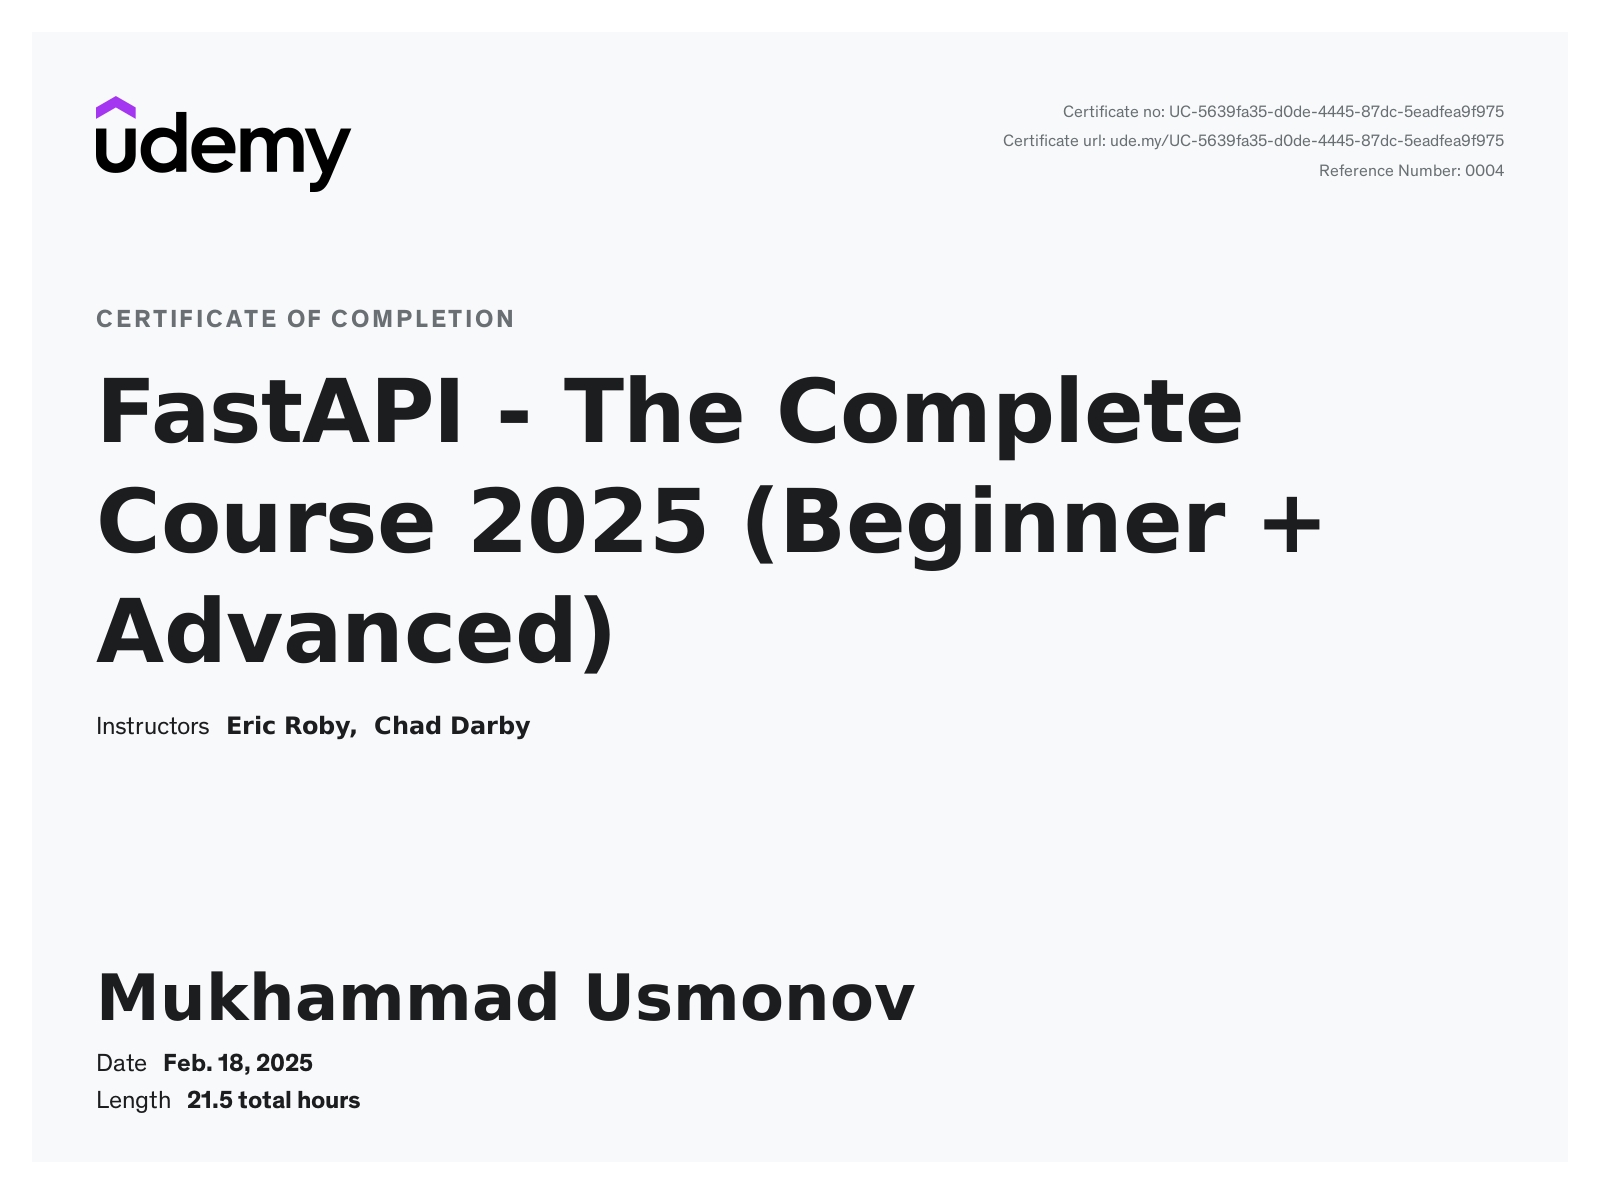 udemy
Certificate no: UC-5639fa35-d0de-4445-87dc-5eadfea9f975
Certificate url: ude.my/UC-5639fa35-d0de-4445-87dc-5eadfea9f975
Reference Number: 0004
CERTIFICATE OF COMPLETION
FastAPI - The Complete
Course 2025 (Beginner +
Advanced)
Instructors Eric Roby, Chad Darby
Mukhammad Usmonov
Date Feb. 18, 2025
Length 21.5 total hours